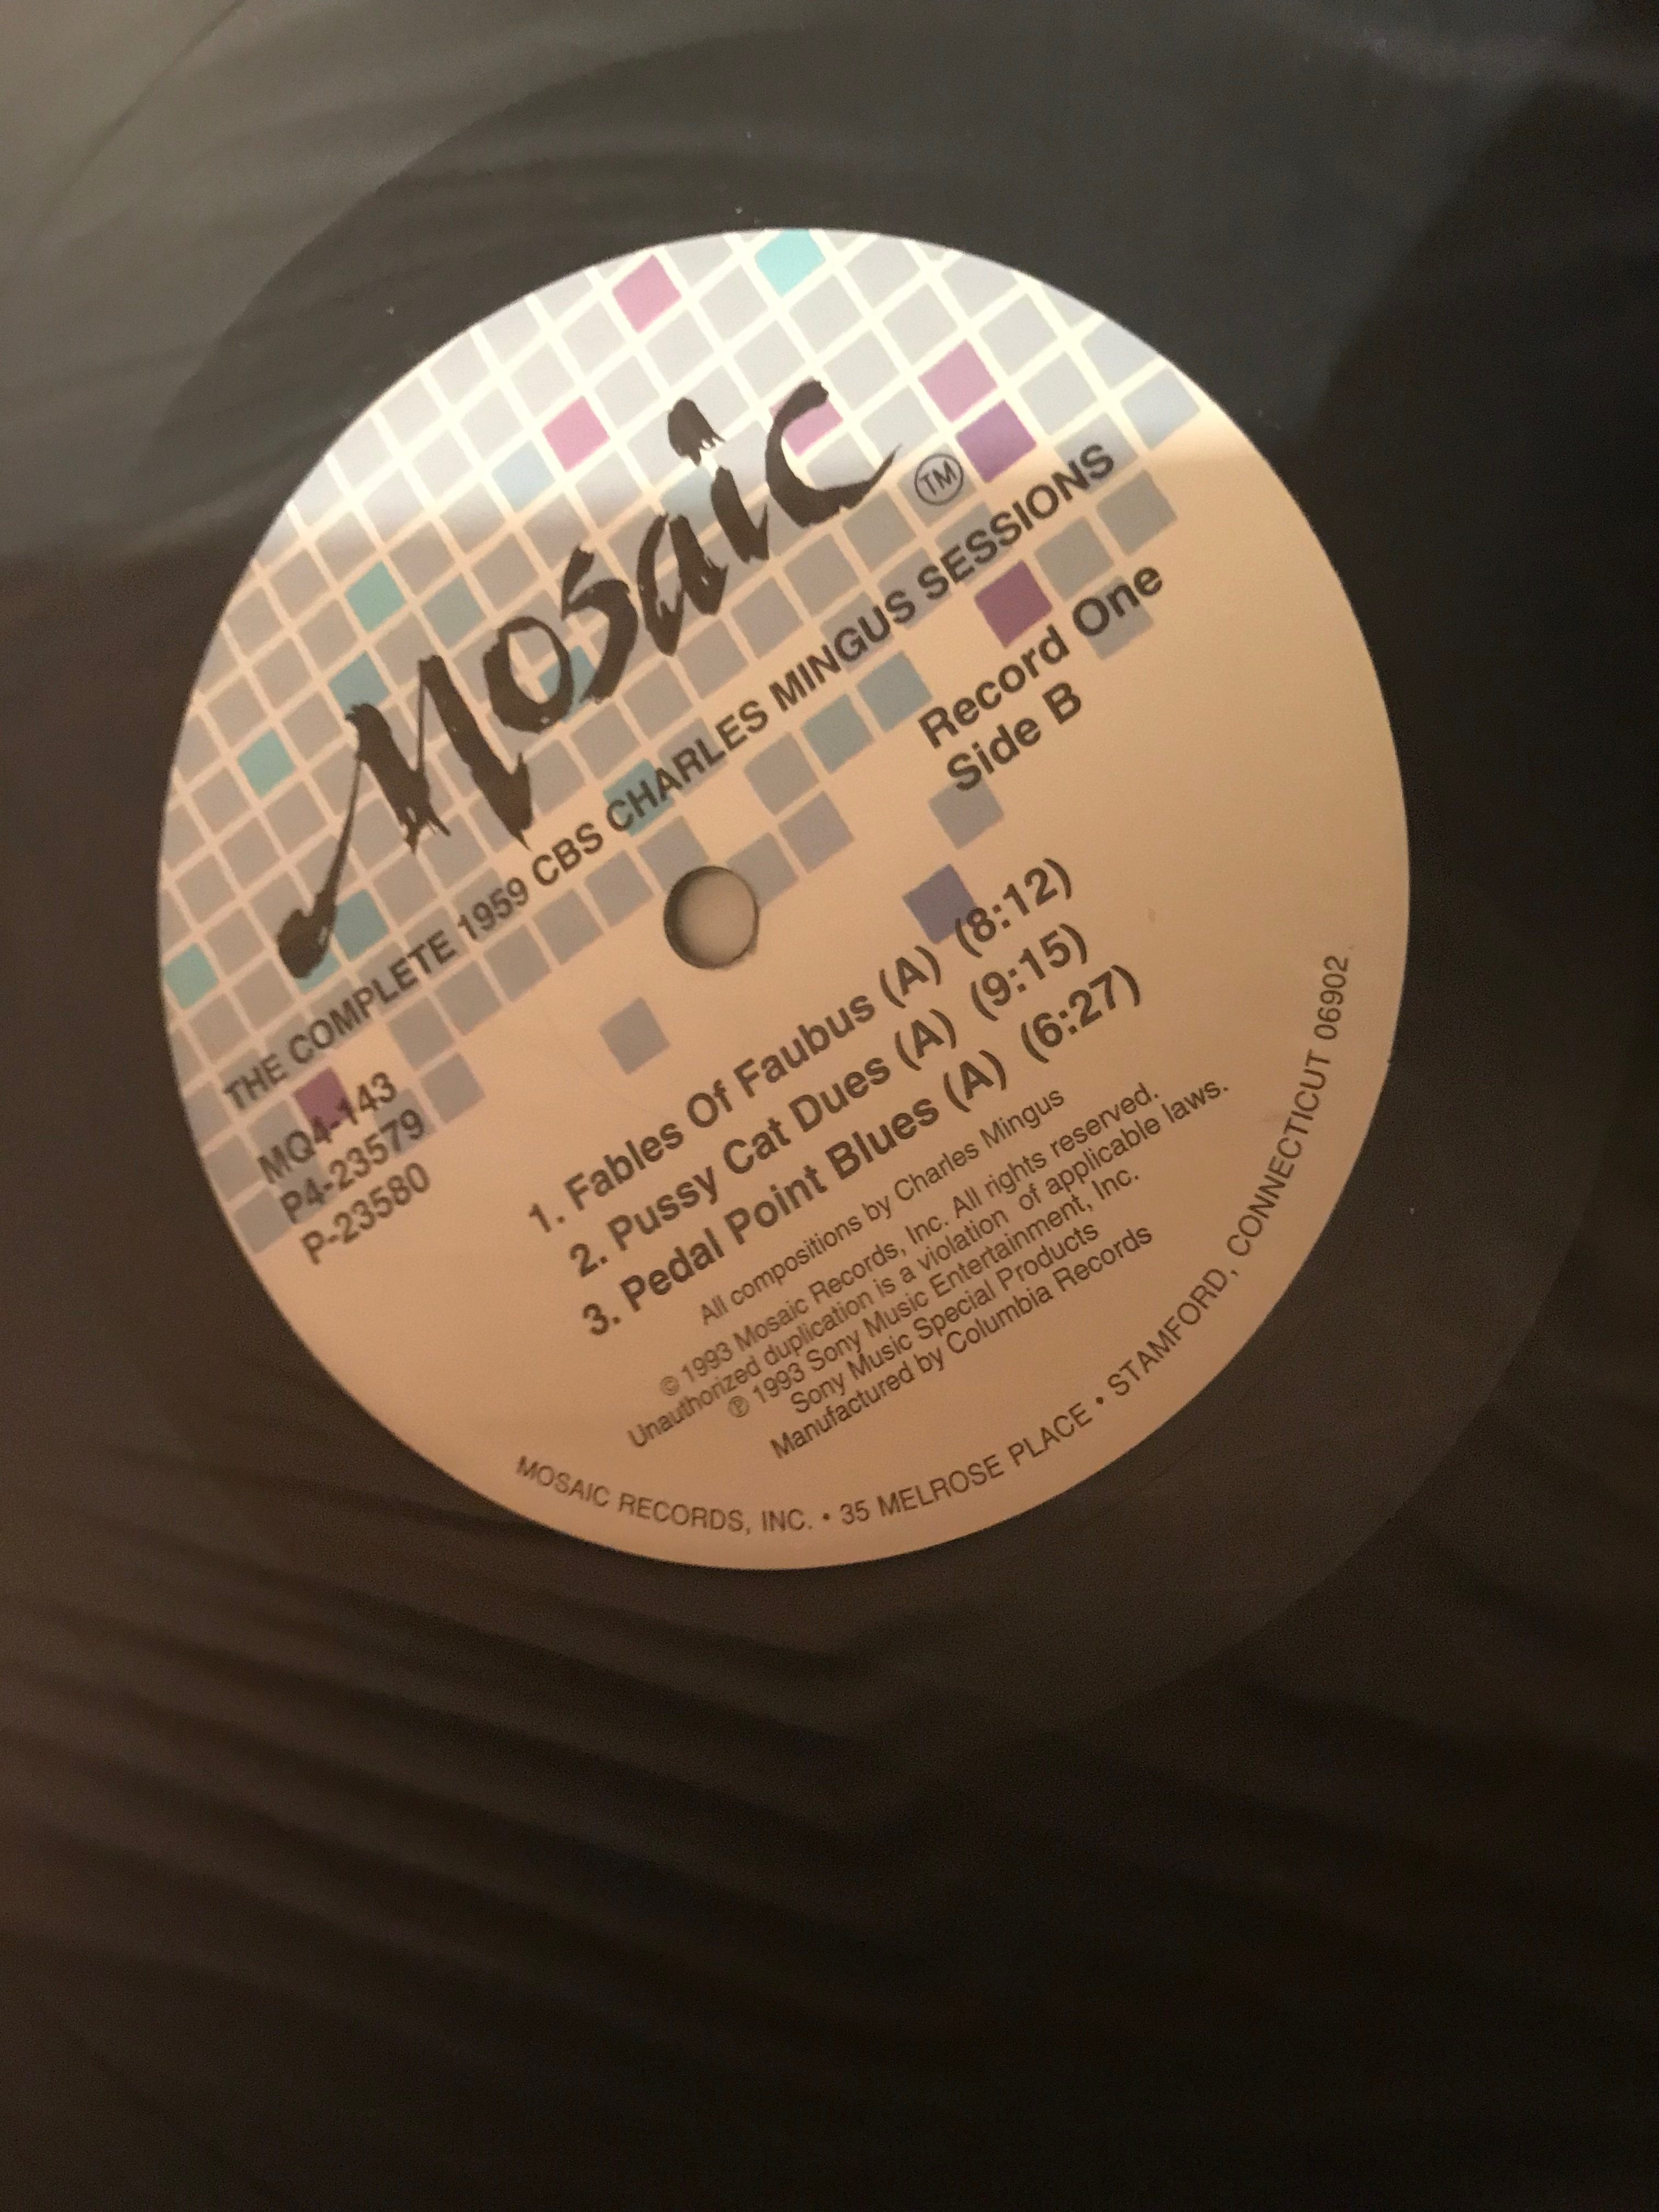 Mosaic TM
THE COMPLETE 1959 CBS CHARLES MINGUS SESSIONS
MQ4-143
P4-23579
P-23580
Record One
Side B
1. Fables Of Faubus (A) (8:12)
2. Pussy Cat Dues (A) (9:15)
3. Pedal Point Blues (A) (6:27)
All compositions by Charles Mingus
© 1993 Mosaic Records, Inc. All rights reserved.
Unauthorized duplication is a violation of applicable laws.
℗ 1993 Sony Music Entertainment, Inc.
Sony Music Special Products
Manufactured by Columbia Records
MOSAIC RECORDS, INC. • 35 MELROSE PLACE • STAMFORD, CONNECTICUT 06902